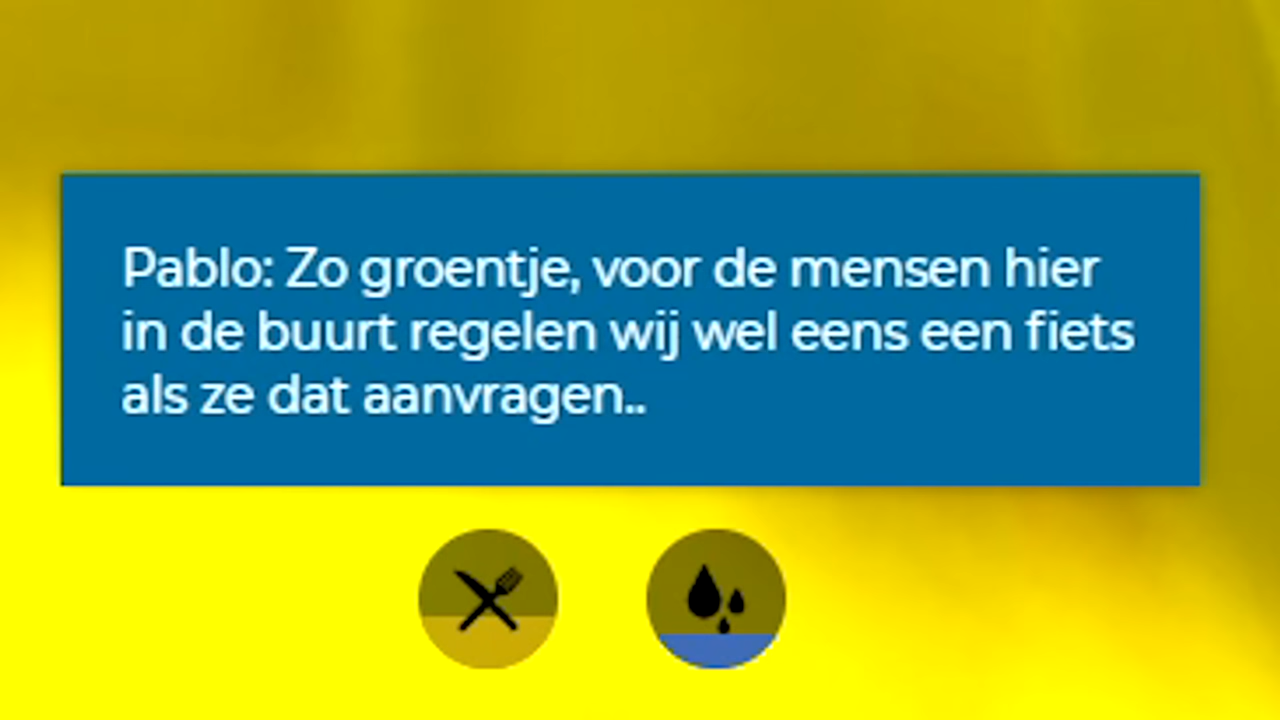 Pablo: Zo groentje, voor de mensen hier
in de buurt regelen wij wel eens een fiets
als ze dat aanvragen..